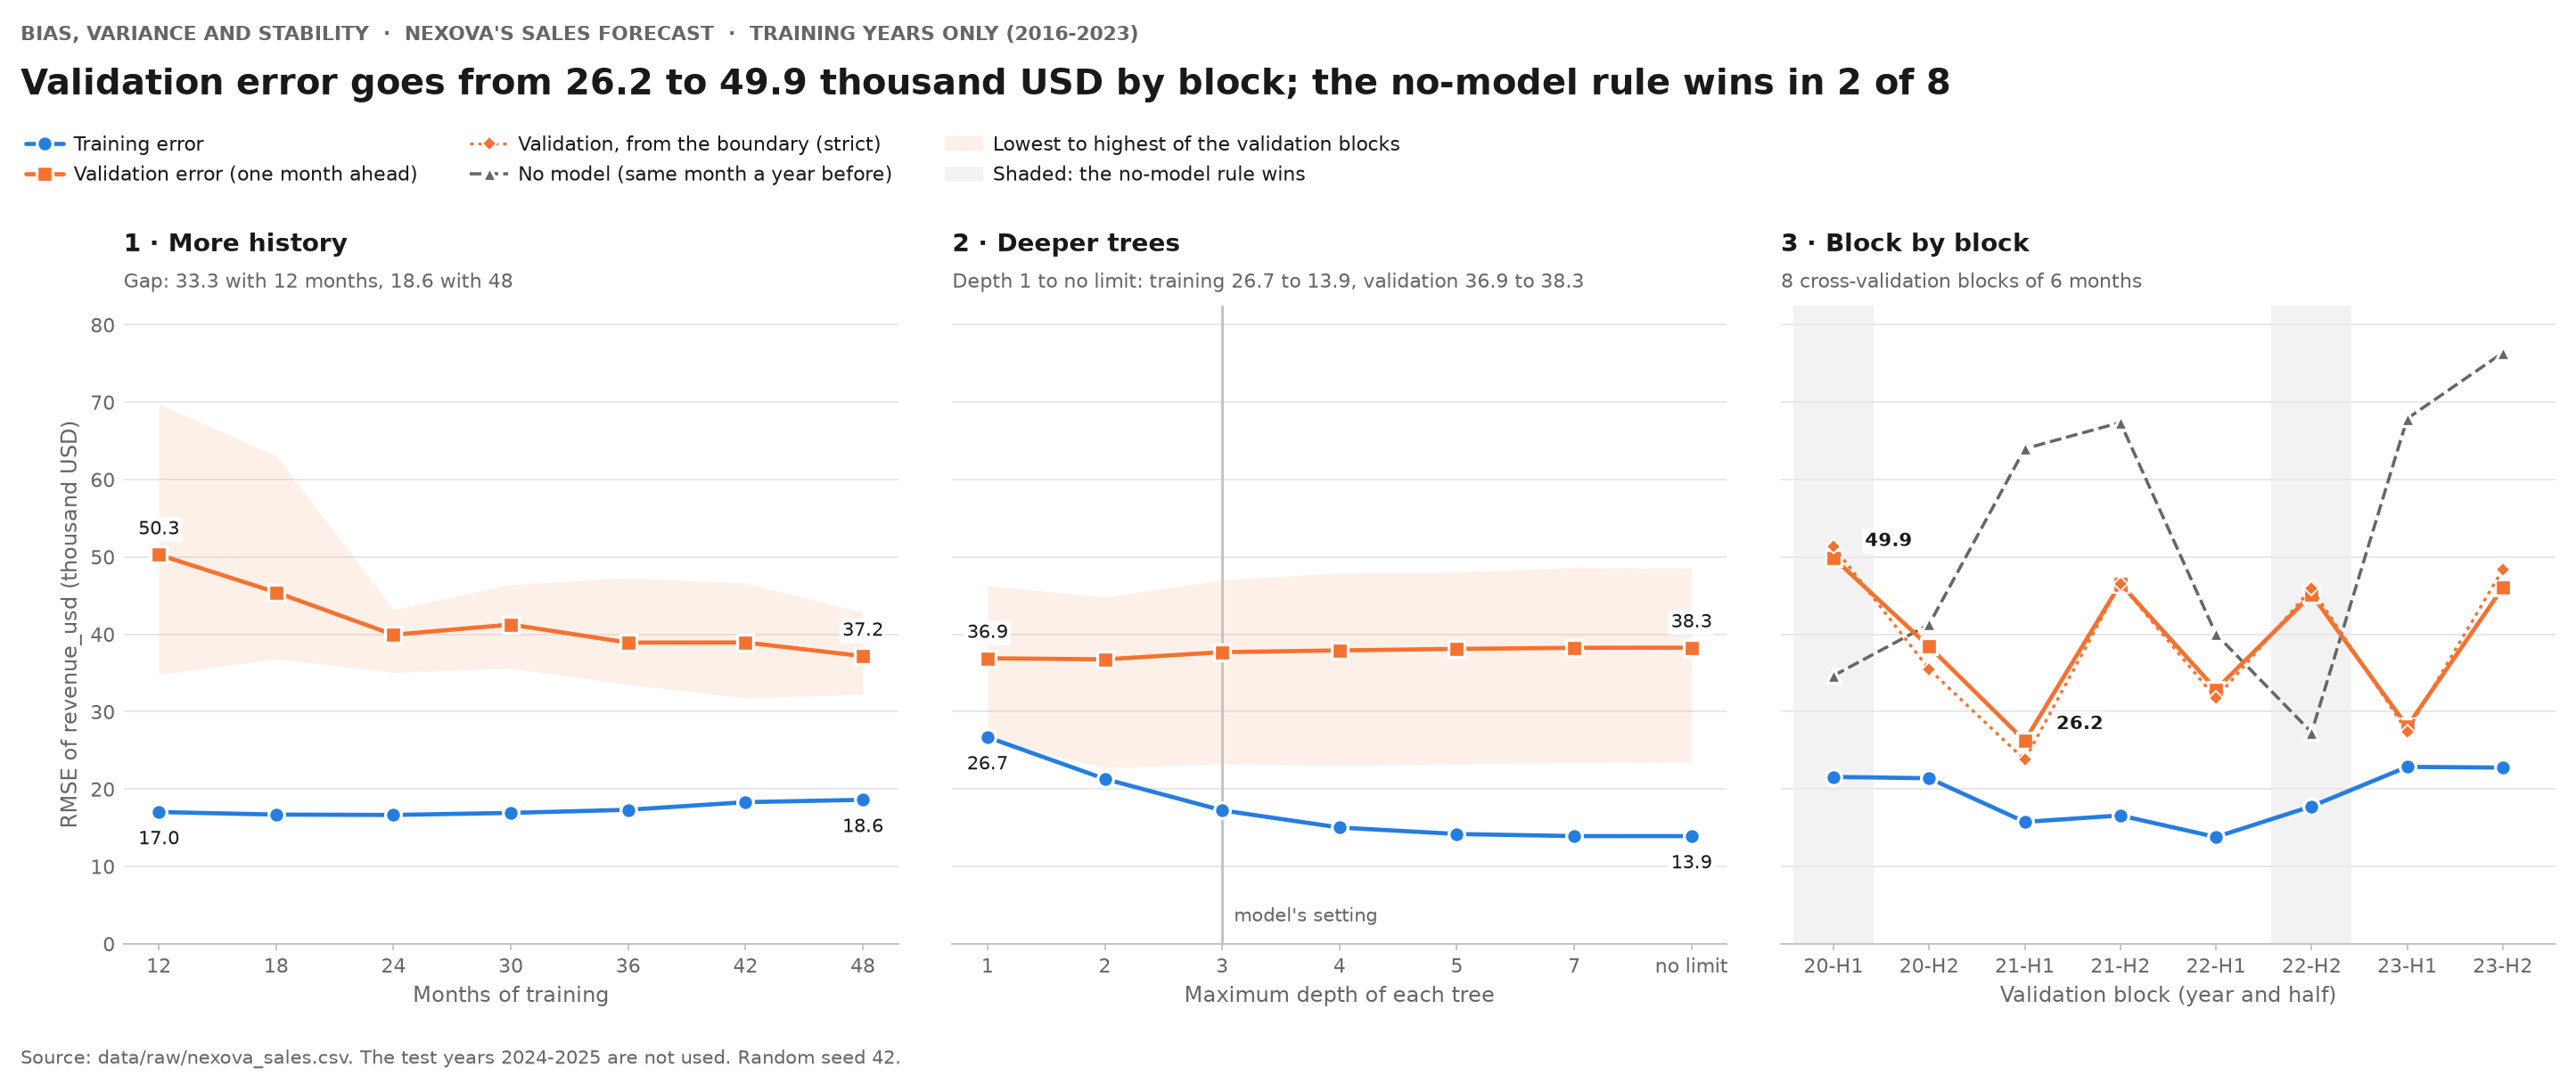 BIAS, VARIANCE AND STABILITY · NEXOVA'S SALES FORECAST · TRAINING YEARS ONLY (2016-2023)
Validation error goes from 26.2 to 49.9 thousand USD by block; the no-model rule wins in 2 of 8
Training error
Validation error (one month ahead)
Validation, from the boundary (strict)
No model (same month a year before)
Lowest to highest of the validation blocks
Shaded: the no-model rule wins
1 · More history
Gap: 33.3 with 12 months, 18.6 with 48
RMSE of revenue_usd (thousand USD)
80
70
60
50
40
30
20
10
0
50.3
37.2
17.0
18.6
12 18 24 30 36 42 48
Months of training
2 · Deeper trees
Depth 1 to no limit: training 26.7 to 13.9, validation 36.9 to 38.3
36.9
38.3
26.7
13.9
model's setting
1 2 3 4 5 7 no limit
Maximum depth of each tree
3 · Block by block
8 cross-validation blocks of 6 months
49.9
26.2
20-H1 20-H2 21-H1 21-H2 22-H1 22-H2 23-H1 23-H2
Validation block (year and half)
Source: data/raw/nexova_sales.csv. The test years 2024-2025 are not used. Random seed 42.